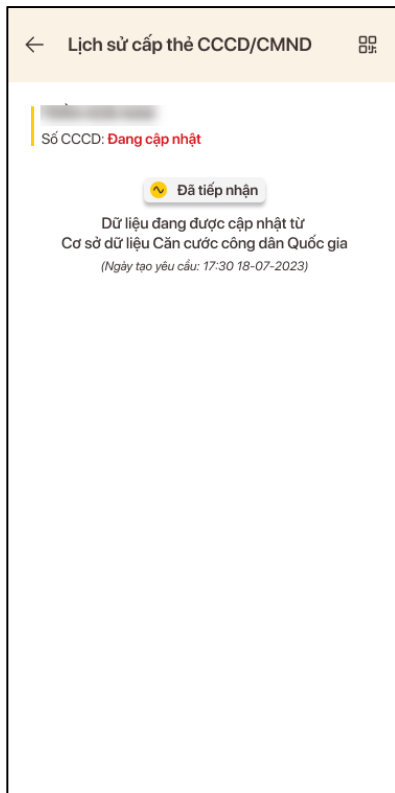 Lịch sử cấp thẻ CCCD/CMND
Số CCCD: Đang cập nhật
Đã tiếp nhận
Dữ liệu đang được cập nhật từ
Cơ sở dữ liệu Căn cước công dân Quốc gia
(Ngày tạo yêu cầu: 17:30 18-07-2023)